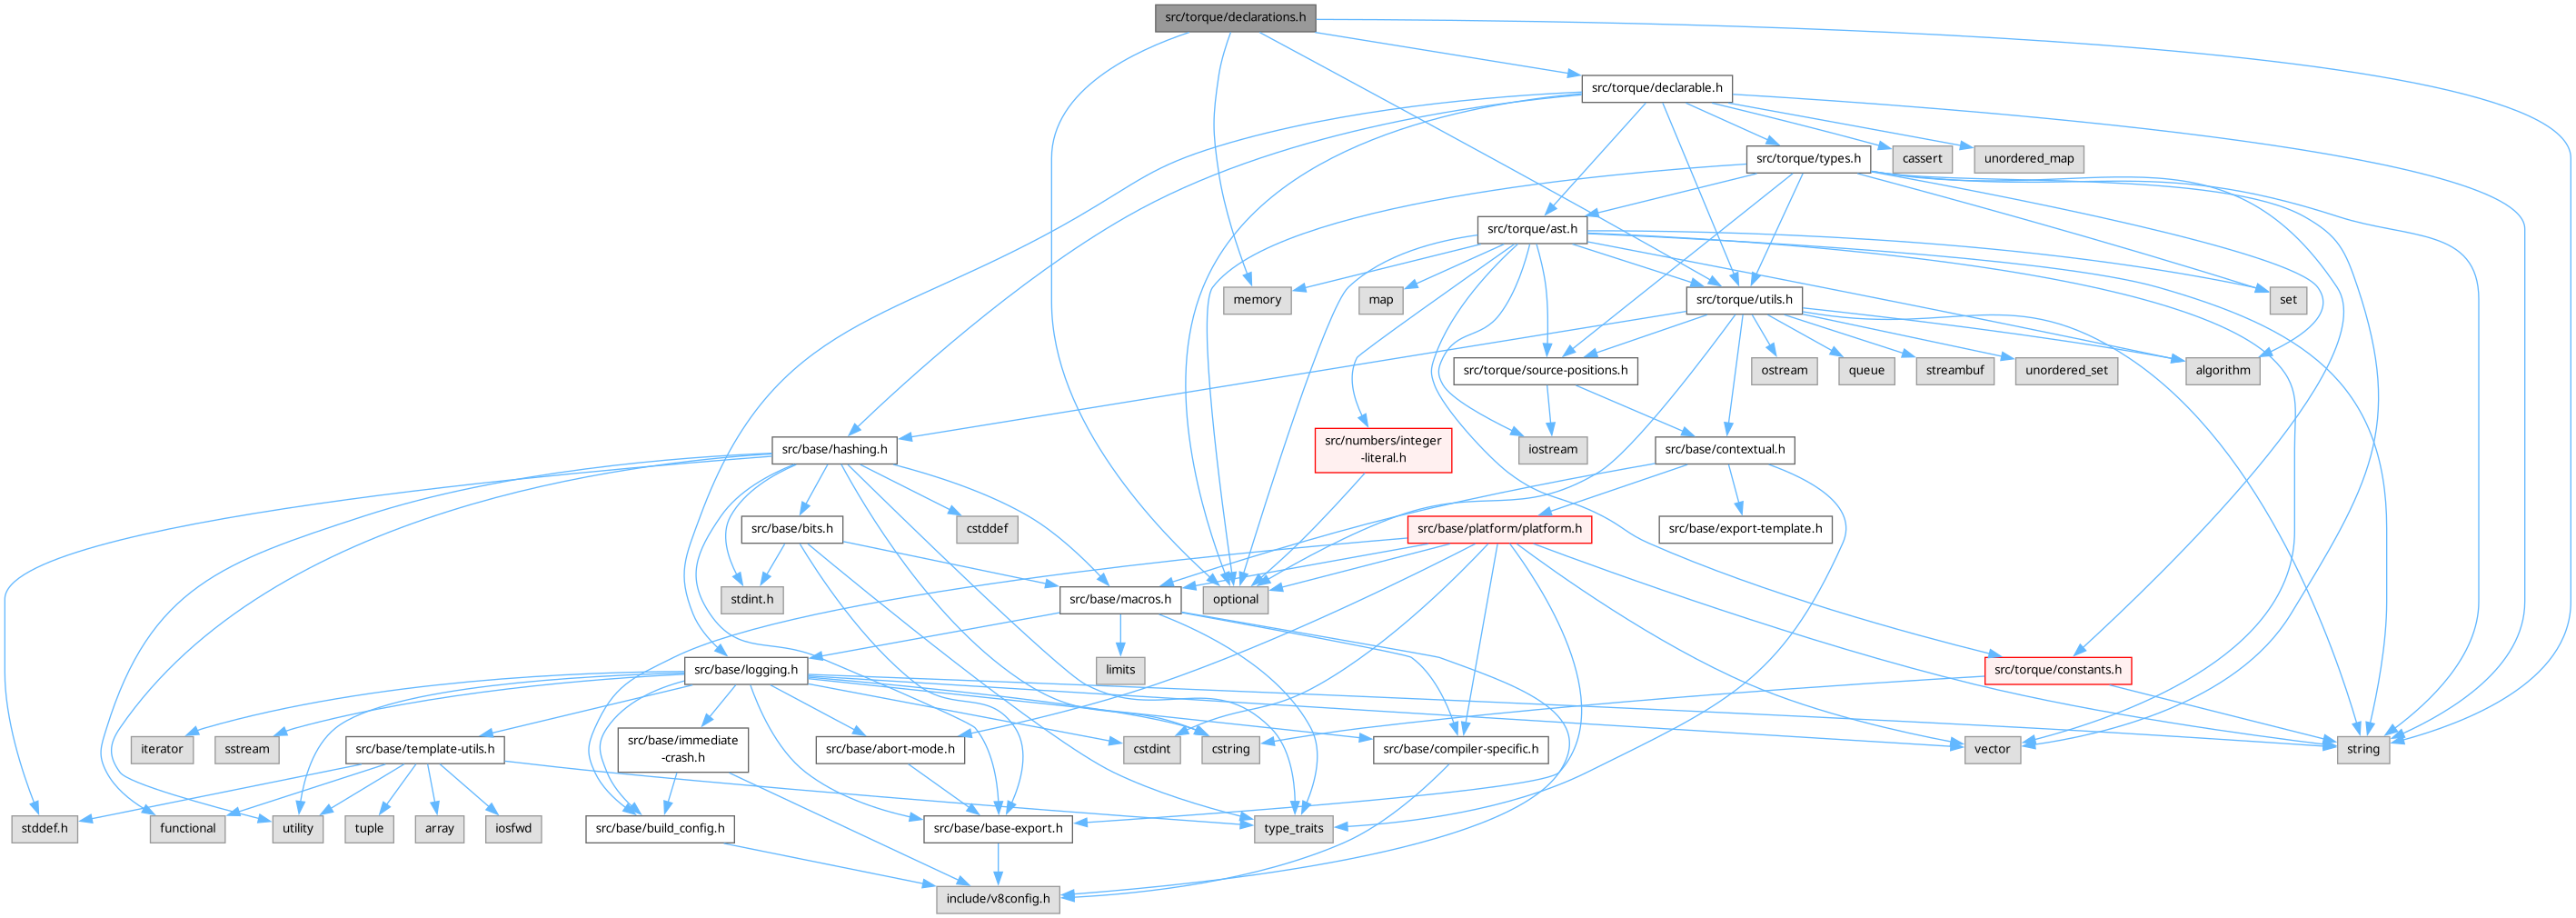 src/torque/declarations.h
src/torque/declarable.h
src/torque/types.h
cassert
unordered_map
src/torque/ast.h
memory
map
src/torque/utils.h
set
src/torque/source-positions.h
ostream
queue
streambuf
unordered_set
algorithm
src/base/hashing.h
src/numbers/integer
-literal.h
iostream
src/base/contextual.h
src/base/bits.h
cstddef
src/base/platform/platform.h
src/base/export-template.h
stdint.h
src/base/macros.h
optional
src/base/logging.h
limits
src/torque/constants.h
iterator
sstream
src/base/template-utils.h
src/base/immediate
-crash.h
src/base/abort-mode.h
cstdint
cstring
src/base/compiler-specific.h
vector
string
stddef.h
functional
utility
tuple
array
iosfwd
src/base/build_config.h
src/base/base-export.h
type_traits
include/v8config.h